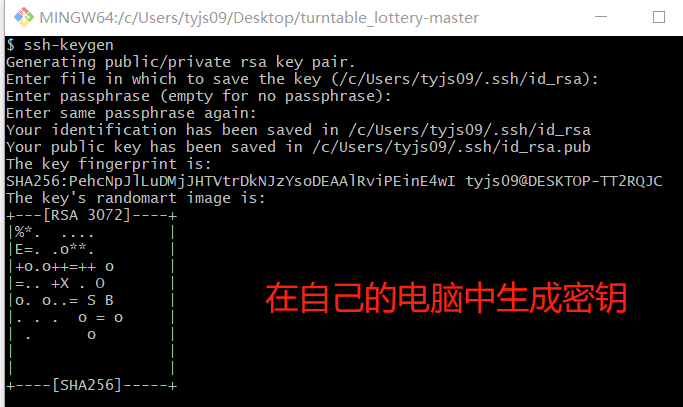 MINGW64:/c/Users/tyjs09/Desktop/turntable_lottery-master
$ ssh-keygen
Generating public/private rsa key pair.
Enter file in which to save the key (/c/Users/tyjs09/.ssh/id_rsa):
Enter passphrase (empty for no passphrase):
Enter same passphrase again:
Your identification has been saved in /c/Users/tyjs09/.ssh/id_rsa
Your public key has been saved in /c/Users/tyjs09/.ssh/id_rsa.pub
The key fingerprint is:
SHA256:PehcNpJlLuDMjJHTVtrDkNJzYsoDEAAlRviPEinE4wI tyjs09@DESKTOP-TT2RQJC
The key's randomart image is:
+---[RSA 3072]----+
|%*.  ....        |
|E=. .o**.        |
|+o.o++=++ o      |
|=.. +X . O       |
|o. o..= S B      |
|. . .  o = o     |
| .      o        |
|                 |
|                 |
+----[SHA256]-----+
在自己的电脑中生成密钥